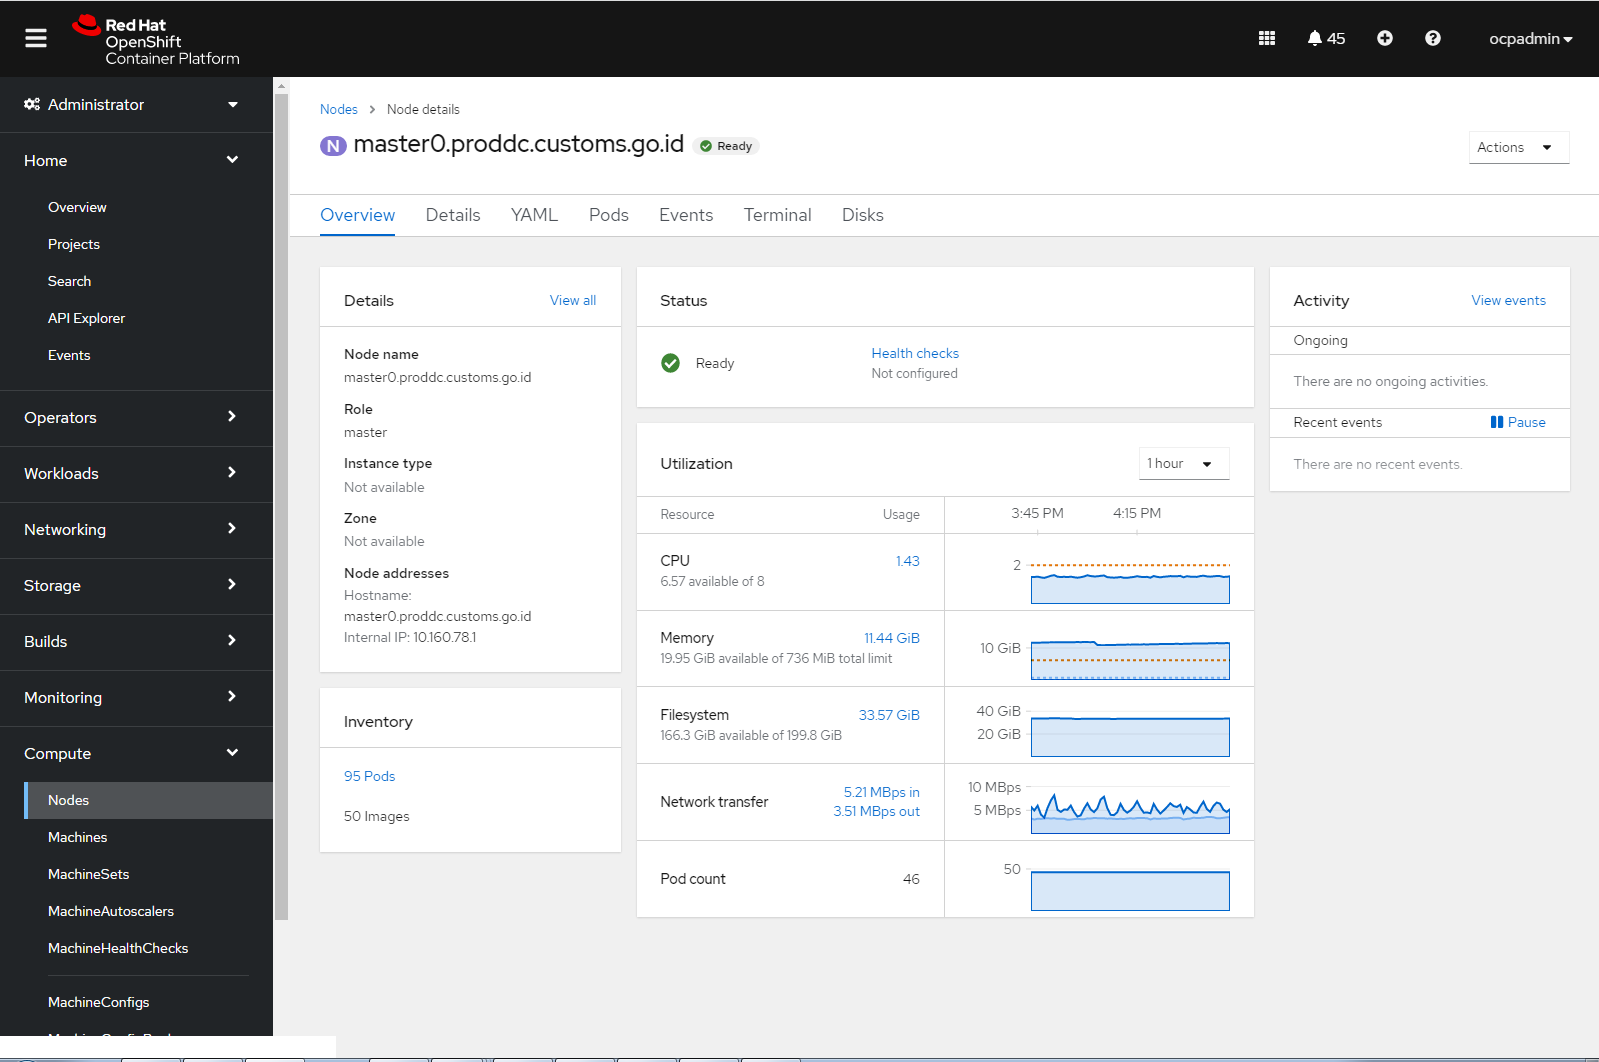 Red Hat
OpenShift
Container Platform
45
ocpadmin
Administrator
Home
Overview
Projects
Search
API Explorer
Events
Operators
Workloads
Networking
Storage
Builds
Monitoring
Compute
Nodes
Machines
MachineSets
MachineAutoscalers
MachineHealthChecks
MachineConfigs
Nodes > Node details
N master0.proddc.customs.go.id Ready
Actions
Overview Details YAML Pods Events Terminal Disks
Details View all
Node name
master0.proddc.customs.go.id
Role
master
Instance type
Not available
Zone
Not available
Node addresses
Hostname:
master0.proddc.customs.go.id
Internal IP: 10.160.78.1
Inventory
95 Pods
50 Images
Status
Ready
Health checks
Not configured
Utilization
1 hour
Resource Usage 3:45 PM 4:15 PM
CPU 1.43
6.57 available of 8
2
Memory 11.44 GiB
19.95 GiB available of 736 MiB total limit
10 GiB
Filesystem 33.57 GiB
166.3 GiB available of 199.8 GiB
40 GiB
20 GiB
Network transfer
5.21 MBps in
3.51 MBps out
10 MBps
5 MBps
Pod count 46
50
Activity View events
Ongoing
There are no ongoing activities.
Recent events Pause
There are no recent events.